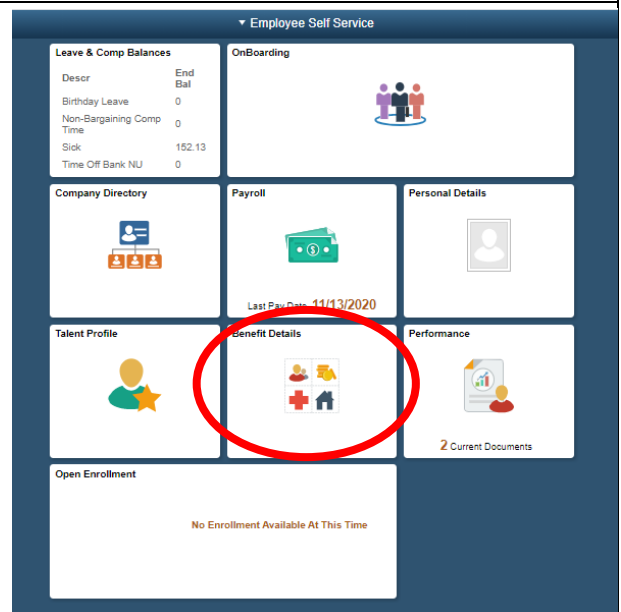 ▼ Employee Self Service
Leave & Comp Balances
Descr End Bal
Birthday Leave 0
Non-Bargaining Comp Time 0
Sick 152.13
Time Off Bank NU 0
OnBoarding
Company Directory
Payroll
Last Pay Date 11/13/2020
Personal Details
Talent Profile
Benefit Details
Performance
2 Current Documents
Open Enrollment
No Enrollment Available At This Time